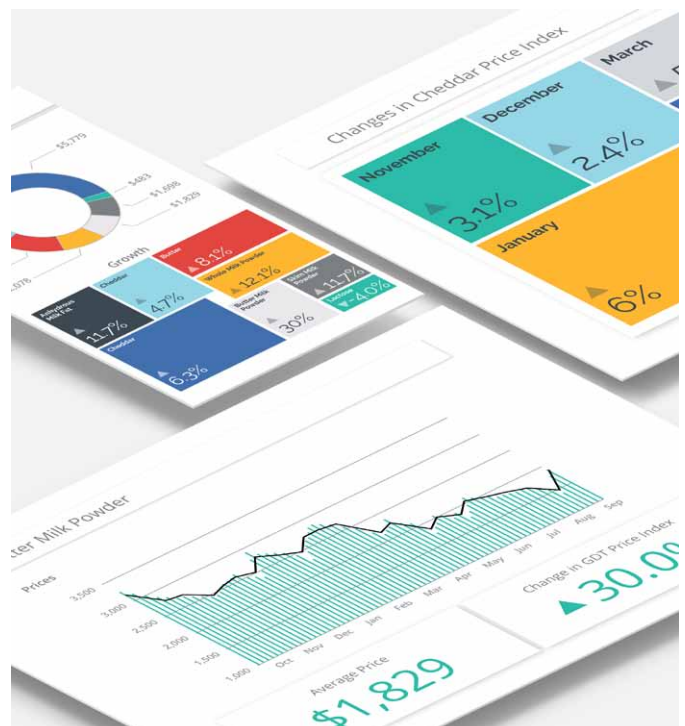 Changes in Cheddar Price Index
November
3.1%
December
2.4%
March
January
6%
$5,779
$483
$1,698
$1,829
Growth
Anhydrous
Milk Fat
11.7%
Cheddar
4.7%
Butter
8.1%
Whole Milk Powder
12.1%
Skim Milk
Powder
11.7%
Cheddar
6.3%
Butter Milk
Powder
30%
Lactose
-4.0%
Milk Powder
Prices
3,500
3,000
2,500
2,000
1,500
1,000
Oct
Nov
Dec
Jan
Feb
Mar
Apr
May
Jun
Jul
Aug
Sep
Average Price
$1,829
Change in GDT Price Index
30.0